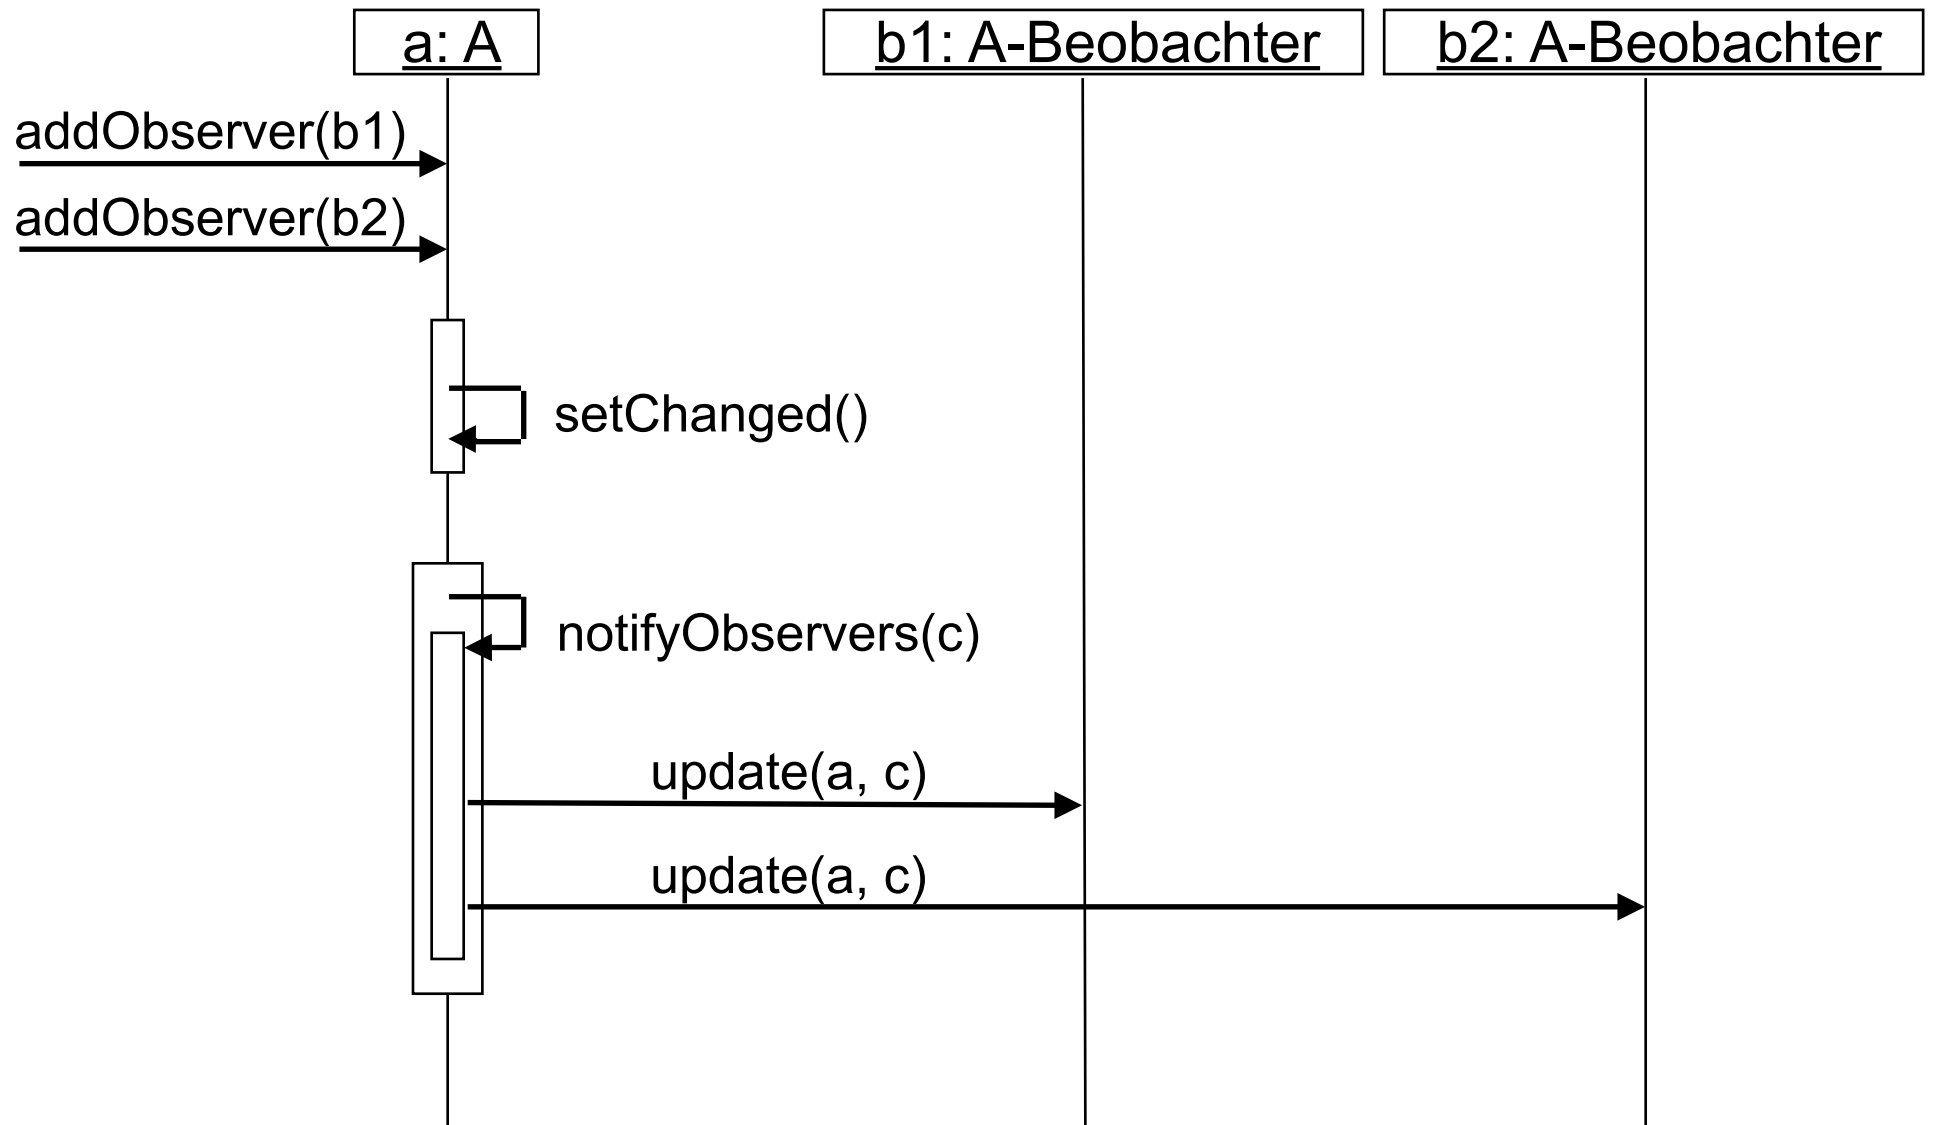 a: A
b1: A-Beobachter
b2: A-Beobachter
addObserver(b1)
addObserver(b2)
setChanged()
notifyObservers(c)
update(a, c)
update(a, c)